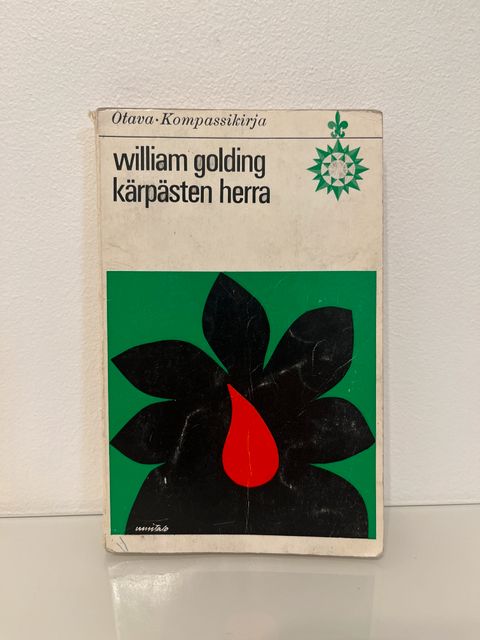 Otava · Kompassikirja
william golding
kärpästen herra